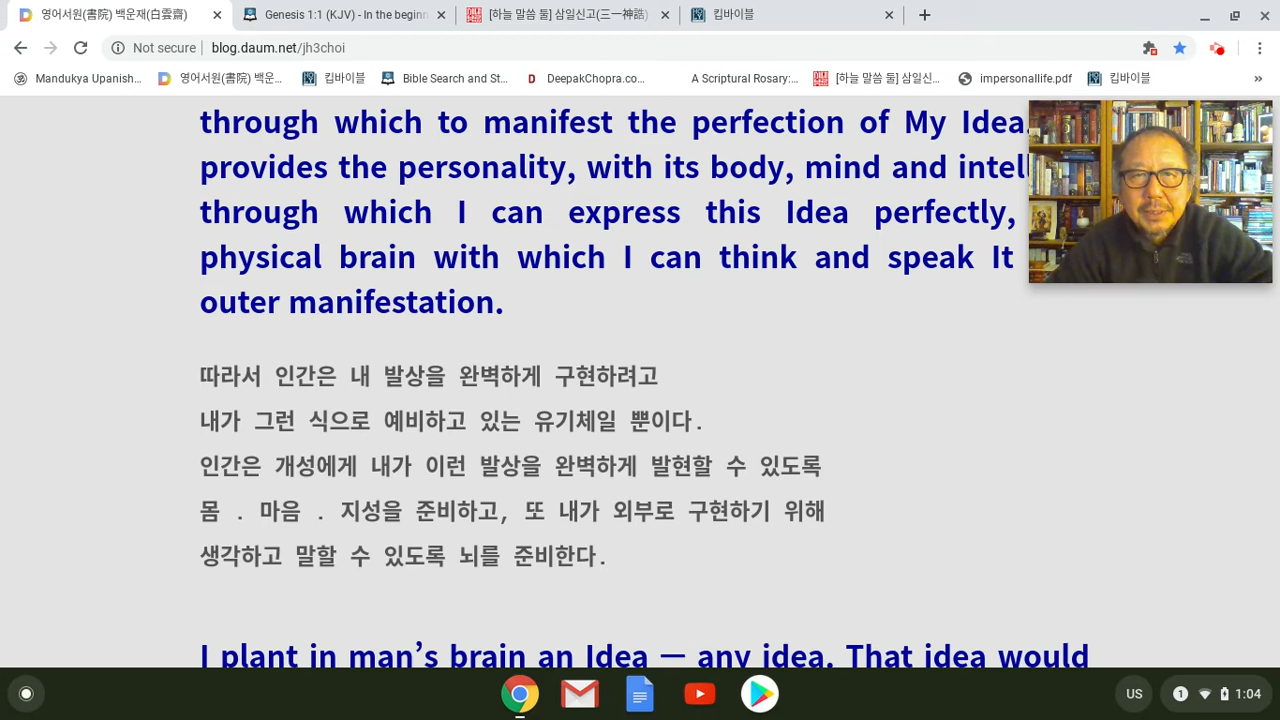 영어서원(書院) 백운재(白雲齋)
Genesis 1:1 (KJV) - In the beginn
[하늘 말씀 둘] 삼일신고(三一神誥)
킵바이블
Not secure
blog.daum.net/jh3choi
Mandukya Upanish...
영어서원(書院) 백운...
킵바이블
Bible Search and St...
DeepakChopra.co...
A Scriptural Rosary:...
[하늘 말씀 둘] 삼일신...
impersonallife.pdf
킵바이블
through which to manifest the perfection of My Idea.
provides the personality, with its body, mind and intell
through which I can express this Idea perfectly,
physical brain with which I can think and speak It
outer manifestation.
따라서 인간은 내 발상을 완벽하게 구현하려고
내가 그런 식으로 예비하고 있는 유기체일 뿐이다.
인간은 개성에게 내가 이런 발상을 완벽하게 발현할 수 있도록
몸 . 마음 . 지성을 준비하고, 또 내가 외부로 구현하기 위해
생각하고 말할 수 있도록 뇌를 준비한다.
I plant in man’s brain an Idea — any idea. That idea would
US
1
1:04